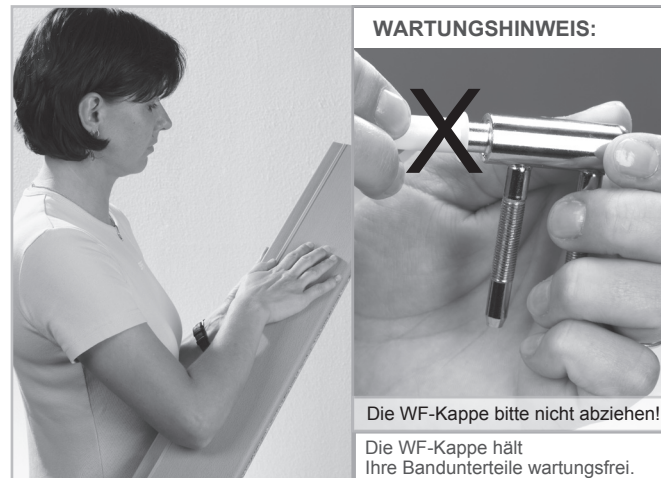 WARTUNGSHINWEIS:
Die WF-Kappe bitte nicht abziehen!
Die WF-Kappe hält
Ihre Bandunterteile wartungsfrei.